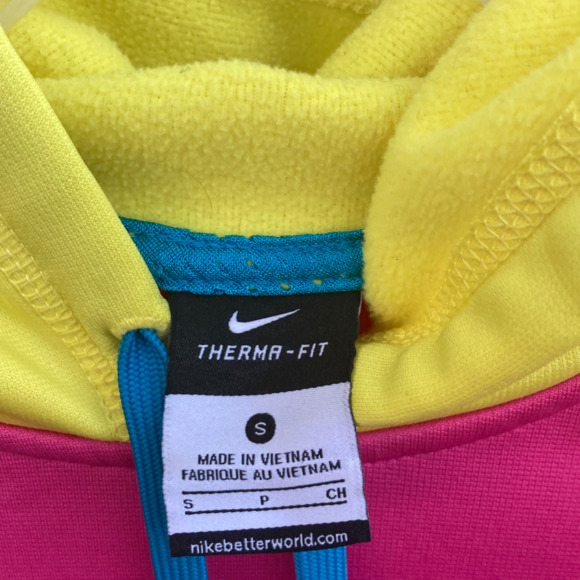 THERMA-FIT
S
MADE IN VIETNAM
FABRIQUE AU VIETNAM
S P CH
nikebetterworld.com